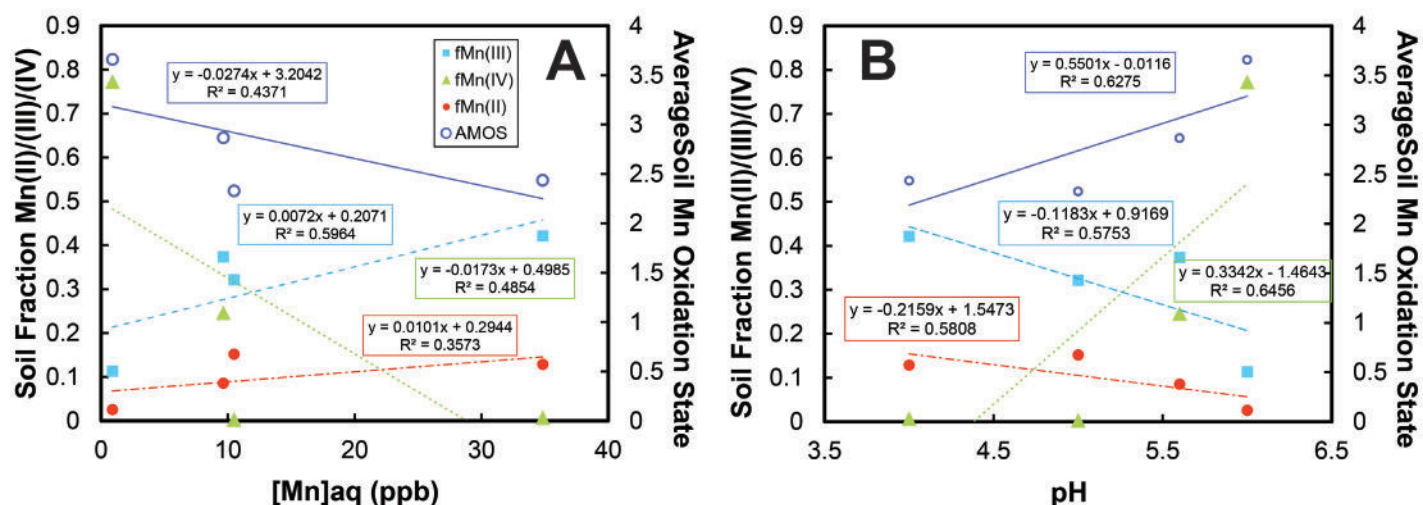 A
Soil Fraction Mn(II)/(III)/(IV)
0.9
0.8
0.7
0.6
0.5
0.4
0.3
0.2
0.1
0
fMn(III)
fMn(IV)
fMn(II)
AMOS
y = -0.0274x + 3.2042
R² = 0.4371
y = 0.0072x + 0.2071
R² = 0.5964
y = -0.0173x + 0.4985
R² = 0.4854
y = 0.0101x + 0.2944
R² = 0.3573
4
3.5
3
2.5
2
1.5
1
0.5
0
AverageSoil Mn Oxidation State
0 10 20 30 40
[Mn]aq (ppb)
B
Soil Fraction Mn(II)/(III)/(IV)
0.9
0.8
0.7
0.6
0.5
0.4
0.3
0.2
0.1
0
y = 0.5501x - 0.0116
R² = 0.6275
y = -0.1183x + 0.9169
R² = 0.5753
y = 0.3342x - 1.4643
R² = 0.6456
y = -0.2159x + 1.5473
R² = 0.5808
4
3.5
3
2.5
2
1.5
1
0.5
0
AverageSoil Mn Oxidation State
3.5 4.5 5.5 6.5
pH